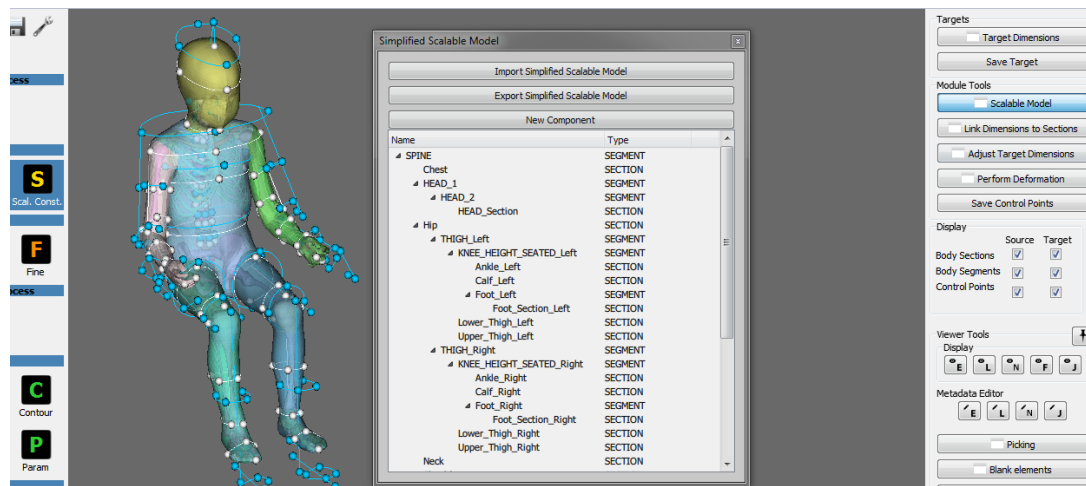 cess
S
Scal. Const.
F
Fine
ocess
C
Contour
P
Param
Simplified Scalable Model
x
Import Simplified Scalable Model
Export Simplified Scalable Model
New Component
Name Type
SPINE SEGMENT
Chest SECTION
HEAD_1 SEGMENT
HEAD_2 SEGMENT
HEAD_Section SECTION
Hip SECTION
THIGH_Left SEGMENT
KNEE_HEIGHT_SEATED_Left SEGMENT
Ankle_Left SECTION
Calf_Left SECTION
Foot_Left SEGMENT
Foot_Section_Left SECTION
Lower_Thigh_Left SECTION
Upper_Thigh_Left SECTION
THIGH_Right SEGMENT
KNEE_HEIGHT_SEATED_Right SEGMENT
Ankle_Right SECTION
Calf_Right SECTION
Foot_Right SEGMENT
Foot_Section_Right SECTION
Lower_Thigh_Right SECTION
Upper_Thigh_Right SECTION
Neck SECTION
Targets
Target Dimensions
Save Target
Module Tools
Scalable Model
Link Dimensions to Sections
Adjust Target Dimensions
Perform Deformation
Save Control Points
Display
Source Target
Body Sections
Body Segments
Control Points
Viewer Tools
Display
E L N F J
Metadata Editor
E L N J
Picking
Blank elements